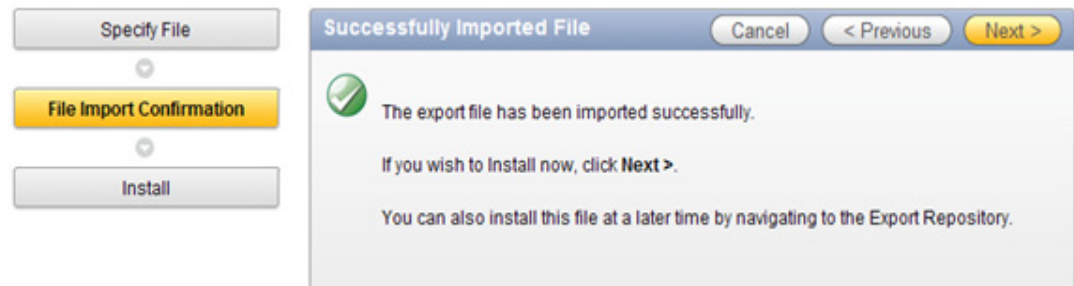 Specify File
File Import Confirmation
Install
Successfully Imported File
Cancel
< Previous
Next >
The export file has been imported successfully.
If you wish to Install now, click Next >.
You can also install this file at a later time by navigating to the Export Repository.